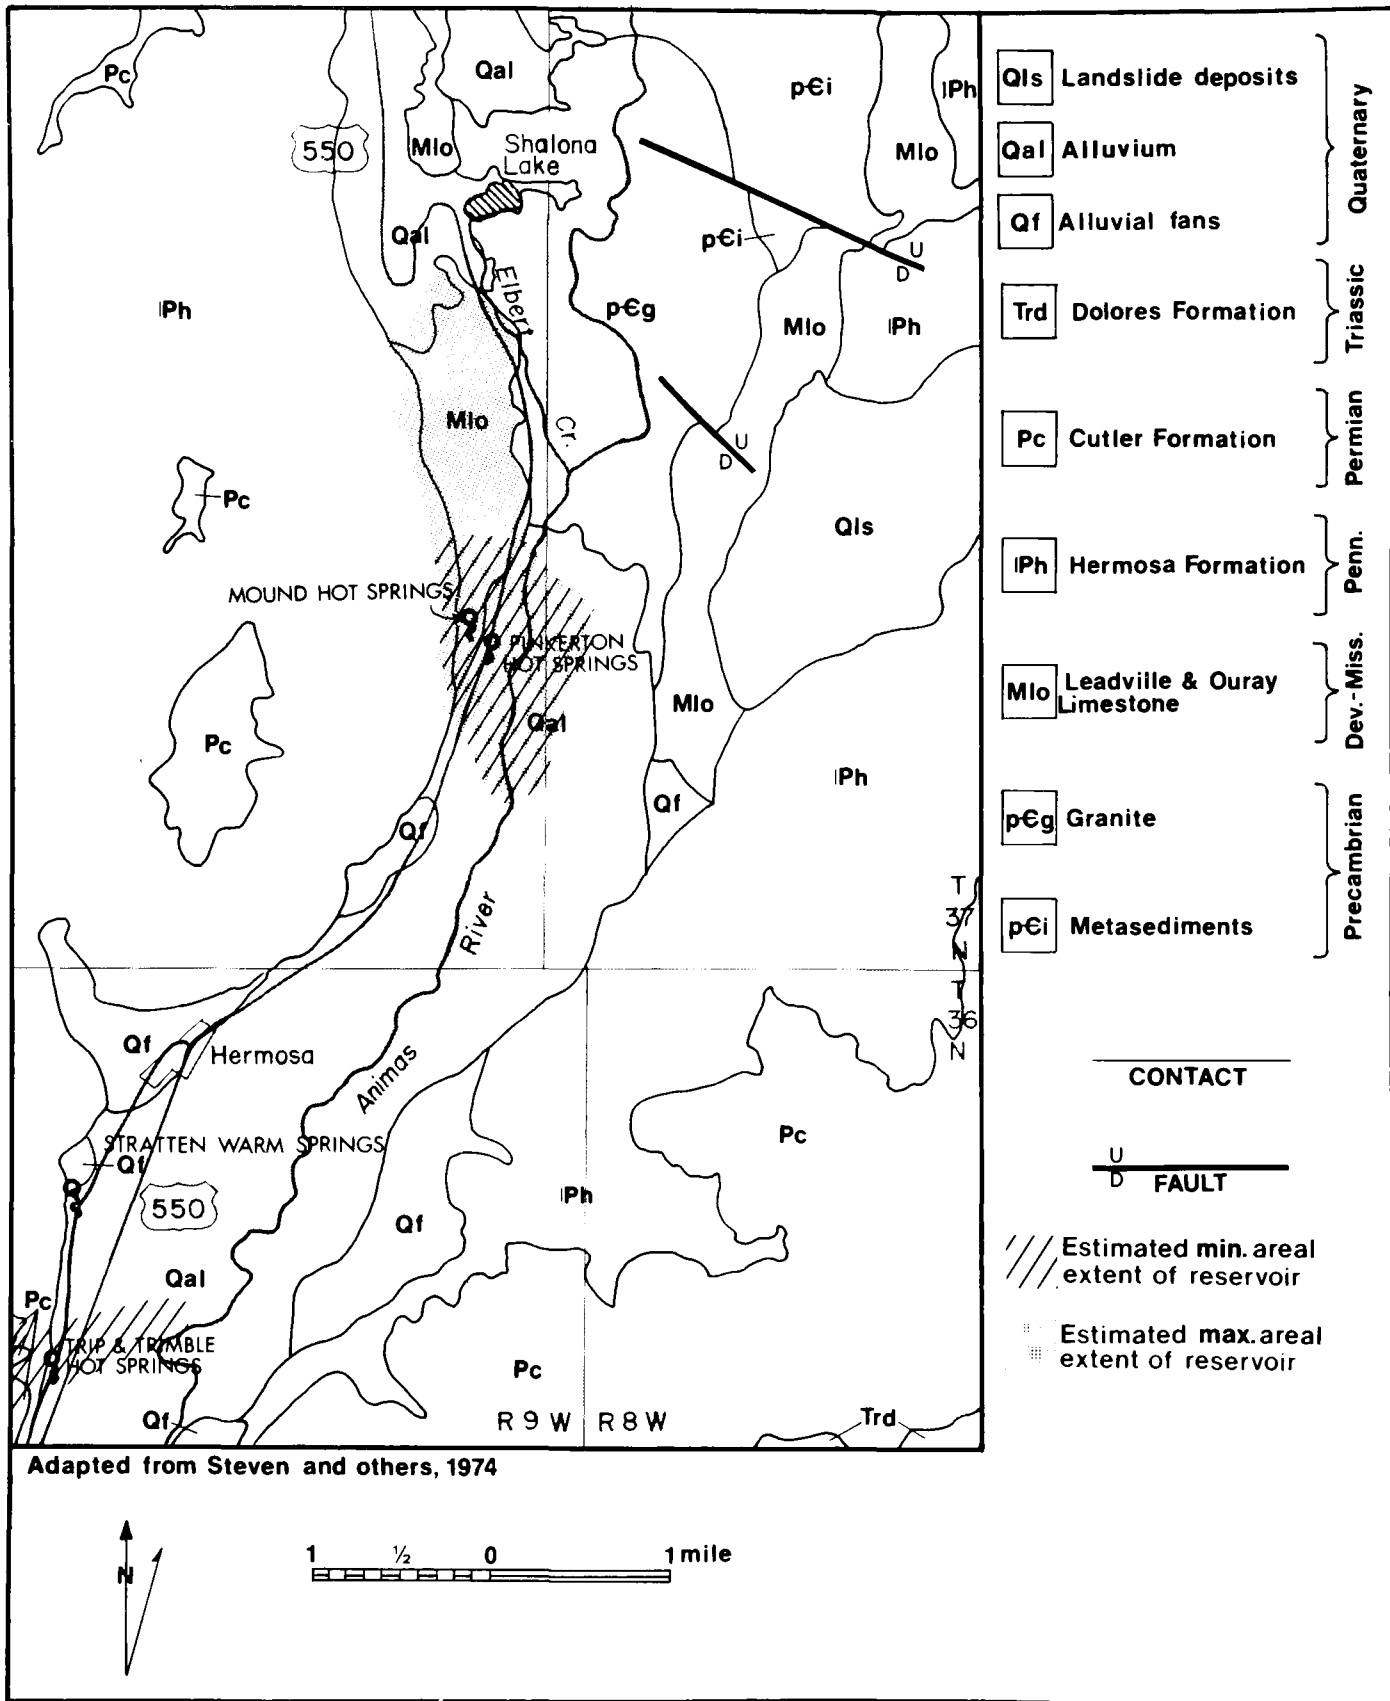 Pc
Qal
550
Mlo
Shalona
Lake
p€i
Mlo
IPh
Qal
p€i
U
D
IPh
Elbert
p€g
Mlo
IPh
Mlo
Cr.
U
D
Pc
Qls
MOUND HOT SPRINGS
PINKERTON
HOT SPRINGS
Mlo
Qal
Pc
IPh
Qf
Qf
T
37
N
T
36
N
River
Qf
Hermosa
Animas
Pc
STRATTEN WARM SPRINGS
Qf
550
IPh
Qf
Qal
Pc
TRIP & TRIMBLE
HOT SPRINGS
Pc
Qf
R 9 W
R 8 W
Trd
Qls Landslide deposits
Qal Alluvium
Qf Alluvial fans
Quaternary
Trd Dolores Formation
Triassic
Pc Cutler Formation
Permian
IPh Hermosa Formation
Penn.
Mlo Leadville & Ouray
Limestone
Dev.-Miss.
p€g Granite
p€i Metasediments
Precambrian
CONTACT
U
D
FAULT
Estimated min. areal
extent of reservoir
Estimated max. areal
extent of reservoir
Adapted from Steven and others, 1974
N
1 ½ 0 1 mile